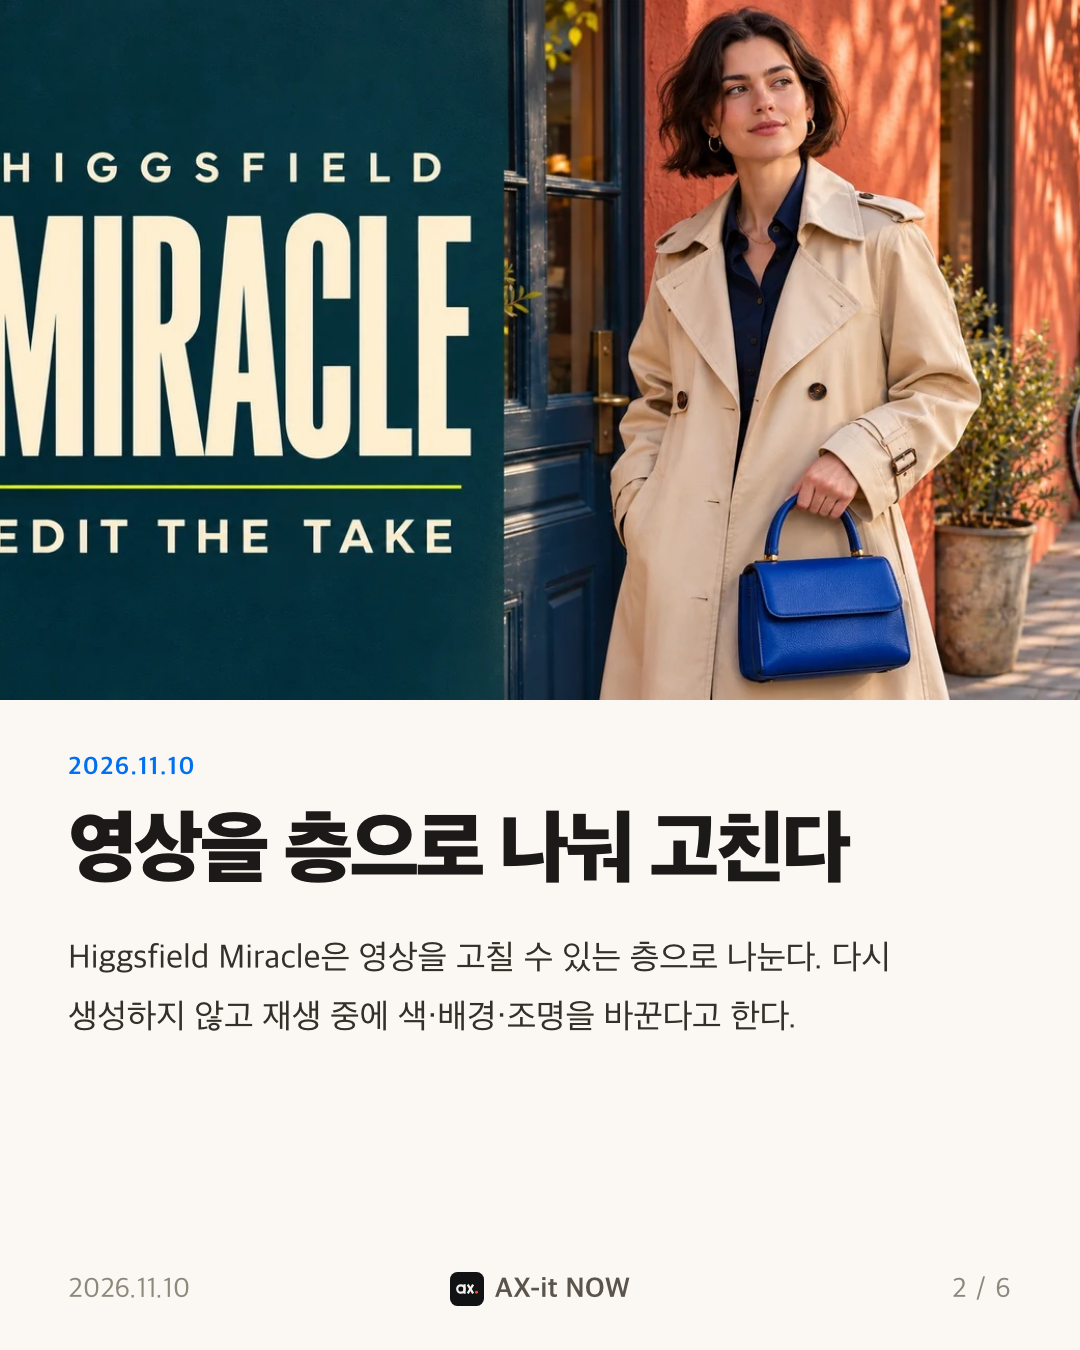 HIGGSFIELD
MIRACLE
EDIT THE TAKE
2026.11.10
영상을 층으로 나눠 고친다
Higgsfield Miracle은 영상을 고칠 수 있는 층으로 나눈다. 다시
생성하지 않고 재생 중에 색·배경·조명을 바꾼다고 한다.
2026.11.10
ax. AX-it NOW
2 / 6